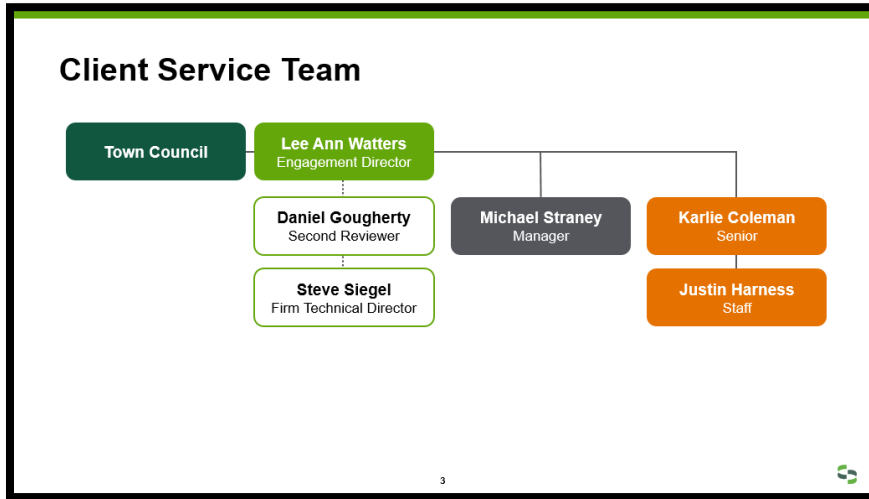 Client Service Team
Town Council
Lee Ann Watters
Engagement Director
Daniel Gougherty
Second Reviewer
Michael Straney
Manager
Karlie Coleman
Senior
Steve Siegel
Firm Technical Director
Justin Harness
Staff
3